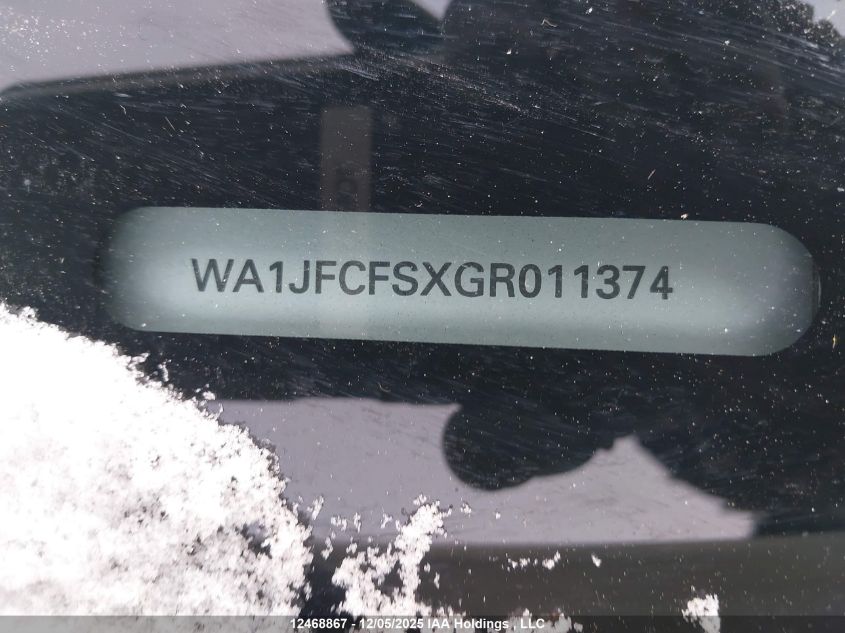 WA1JFCFSXGR011374
12468867 - 12/05/2025 IAA Holdings , LLC